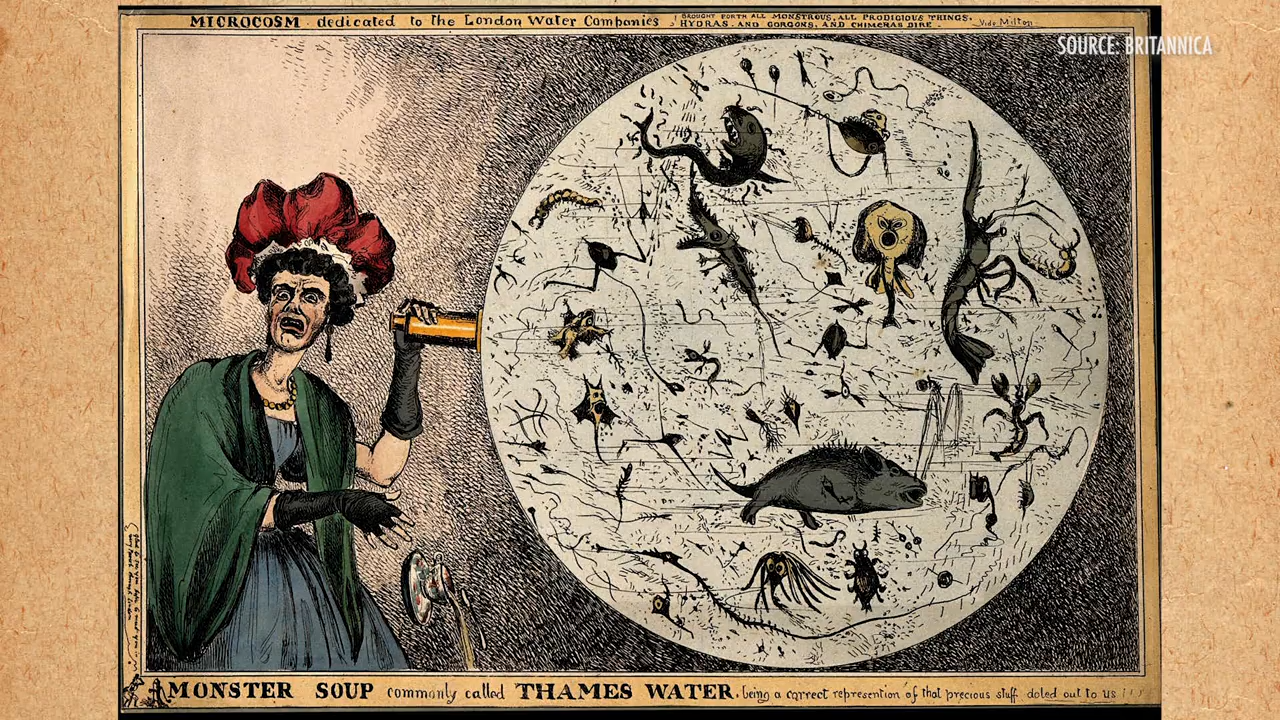 MICROCOSM. dedicated to the London Water Companies
BROUGHT FORTH ALL MONSTROUS, ALL PRODIGIOUS THINGS,
HYDRAS. AND GORGONS, AND CHIMERAS DIRE. Vide Milton
SOURCE: BRITANNICA
MONSTER SOUP commonly called THAMES WATER. being a correct represention of that precious stuff doled out to us !!!